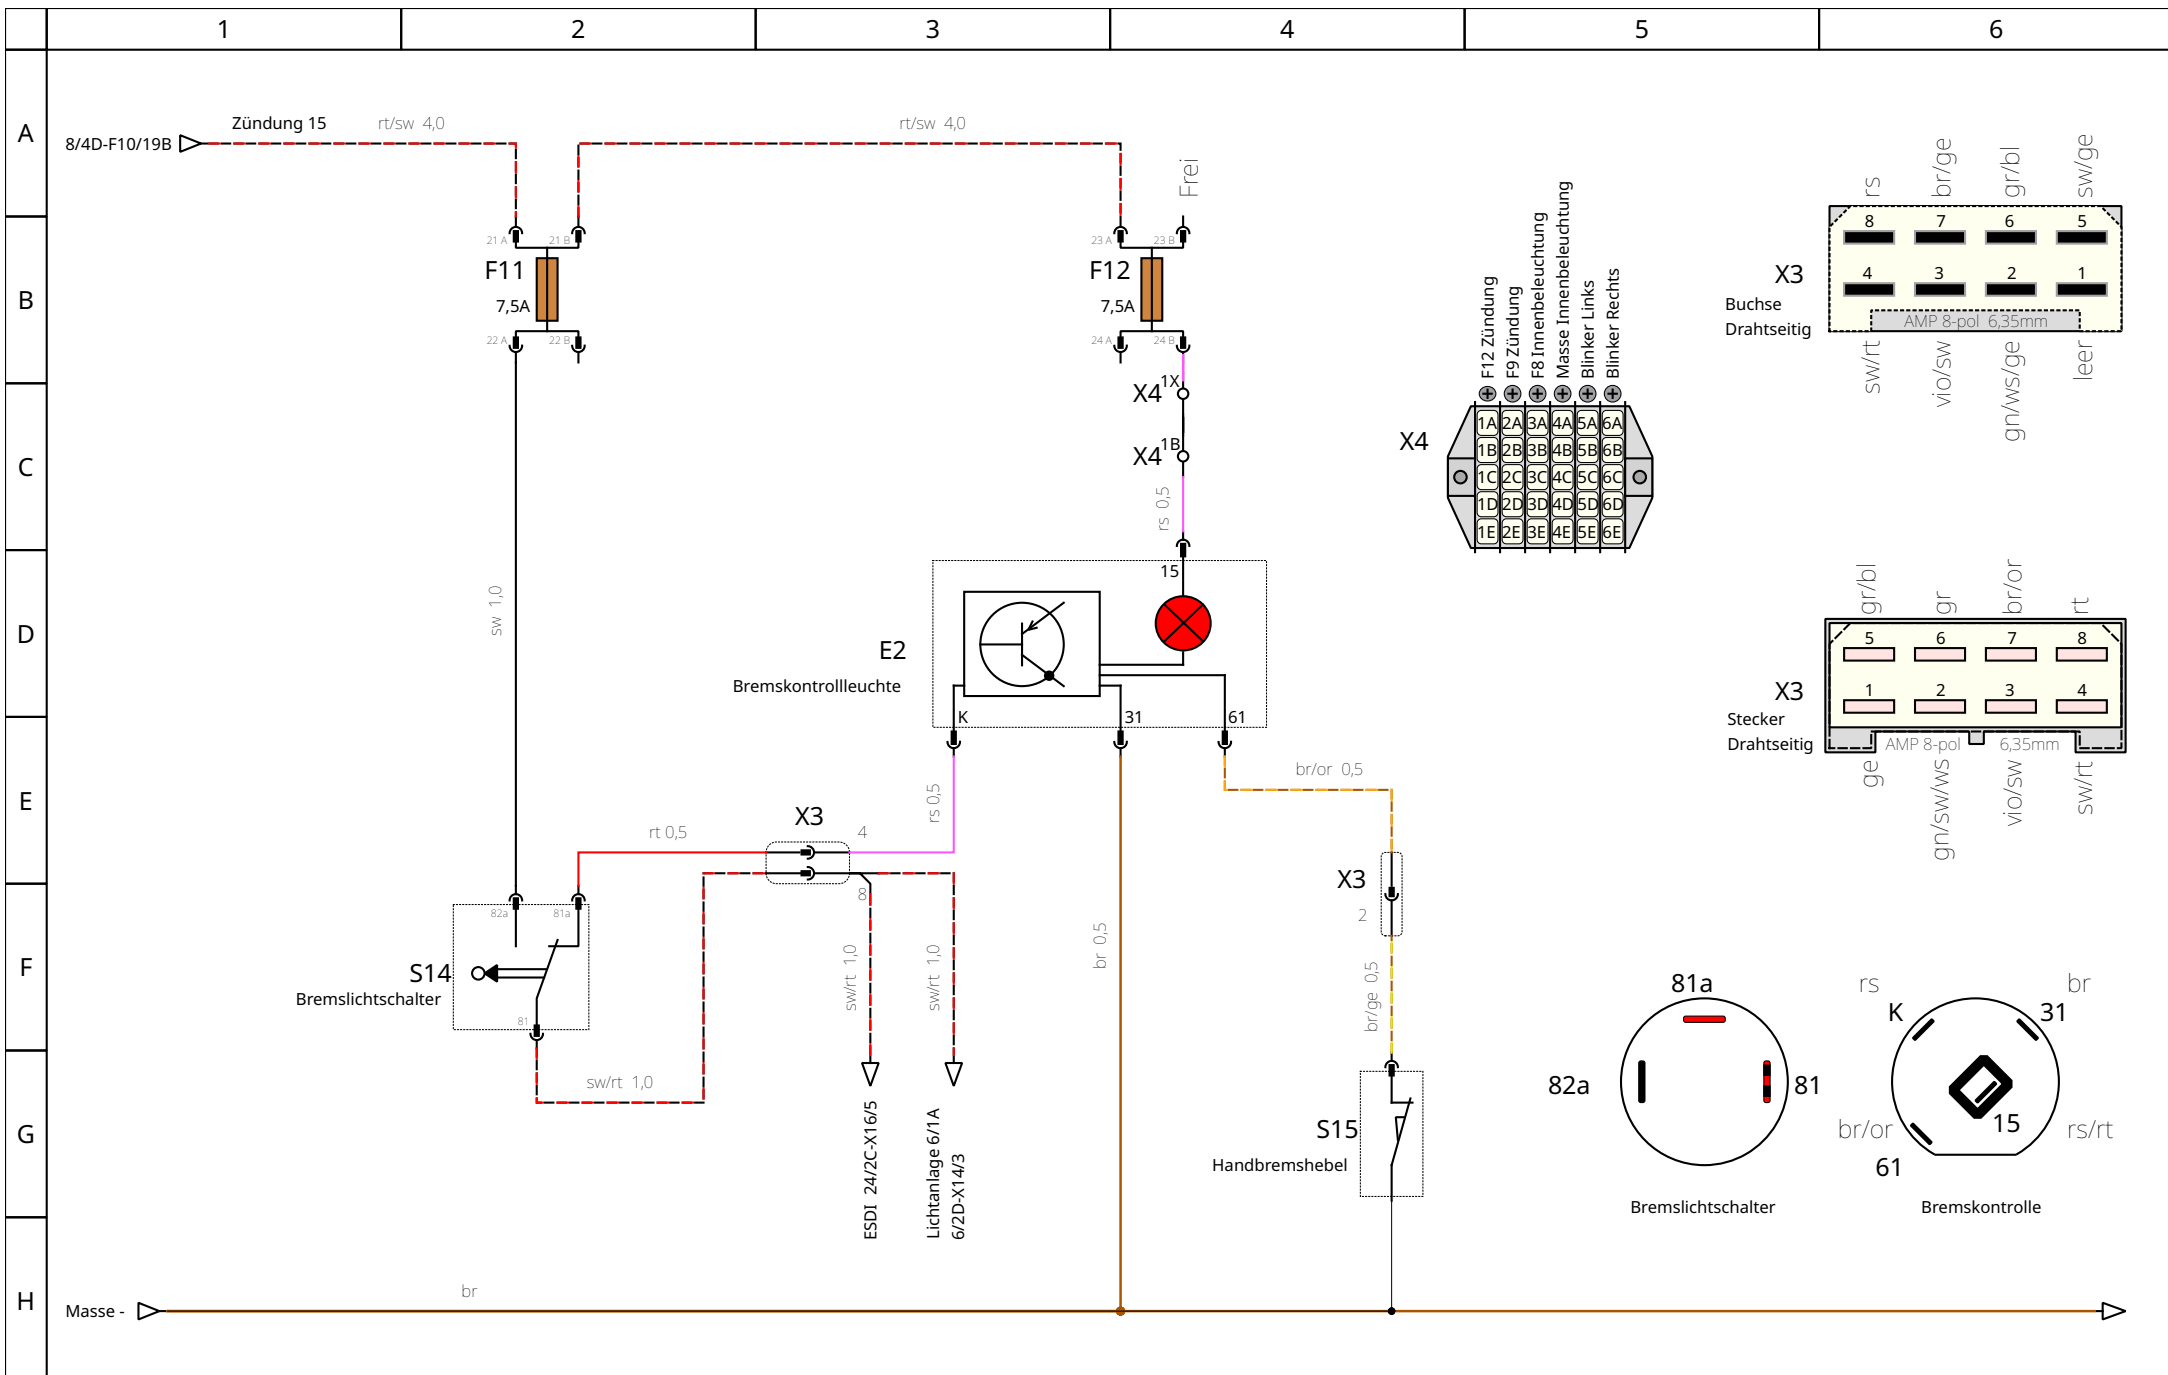 1 2 3 4 5 6
A
B
C
D
E
F
G
H
8/4D-F10/19B
Zündung 15
rt/sw 4,0
rt/sw 4,0
Frei
21 A
21 B
F11
7,5A
22 A
22 B
23 A
23 B
F12
7,5A
24 A
24 B
X4
1X
X4
1B
rs 0,5
sw 1,0
15
E2
Bremskontrollleuchte
K
31
61
rs 0,5
br/or 0,5
X3
4
8
rt 0,5
82a
81a
S14
Bremslichtschalter
81
sw/rt 1,0
sw/rt 1,0
sw/rt 1,0
br 0,5
ESDI 24/2C-X16/5
Lichtanlage 6/1A
6/2D-X14/3
X3
2
br/ge 0,5
S15
Handbremshebel
Masse -
br
F12 Zündung
F9 Zündung
F8 Innenbeleuchtung
Masse Innenbeleuchtung
Blinker Links
Blinker Rechts
X4
1A 2A 3A 4A 5A 6A
1B 2B 3B 4B 5B 6B
1C 2C 3C 4C 5C 6C
1D 2D 3D 4D 5D 6D
1E 2E 3E 4E 5E 6E
rs br/ge gr/bl sw/ge
8 7 6 5
4 3 2 1
X3
Buchse
Drahtseitig
AMP 8-pol 6,35mm
sw/rt vio/sw gn/ws/ge leer
gr/bl gr br/or rt
5 6 7 8
1 2 3 4
X3
Stecker
Drahtseitig
AMP 8-pol 6,35mm
ge gn/sw/ws vio/sw sw/rt
81a
82a
81
Bremslichtschalter
rs
br
K
31
15
br/or
rs/rt
61
Bremskontrolle